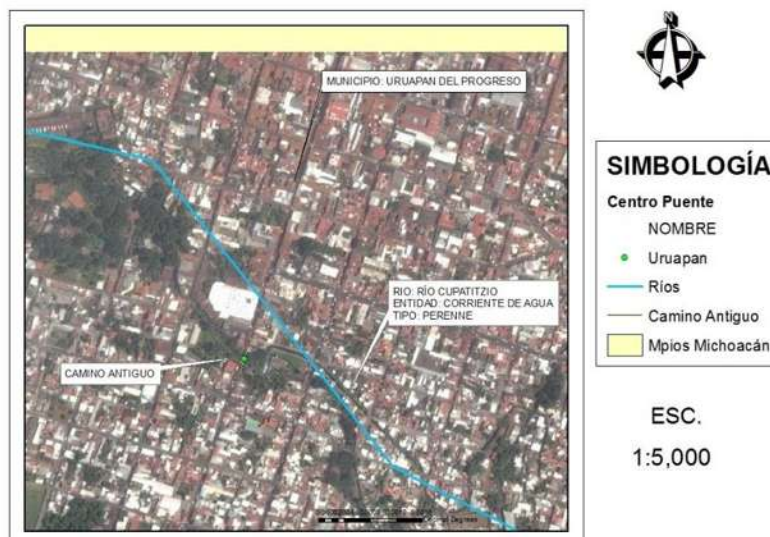 MUNICIPIO: URUAPAN DEL PROGRESO
RIO: RÍO CUPATITZIO
ENTIDAD: CORRIENTE DE AGUA
TIPO: PERENNE
CAMINO ANTIGUO
SIMBOLOGÍA
Centro Puente
NOMBRE
Uruapan
Ríos
Camino Antiguo
Mpios Michoacán
ESC.
1:5,000